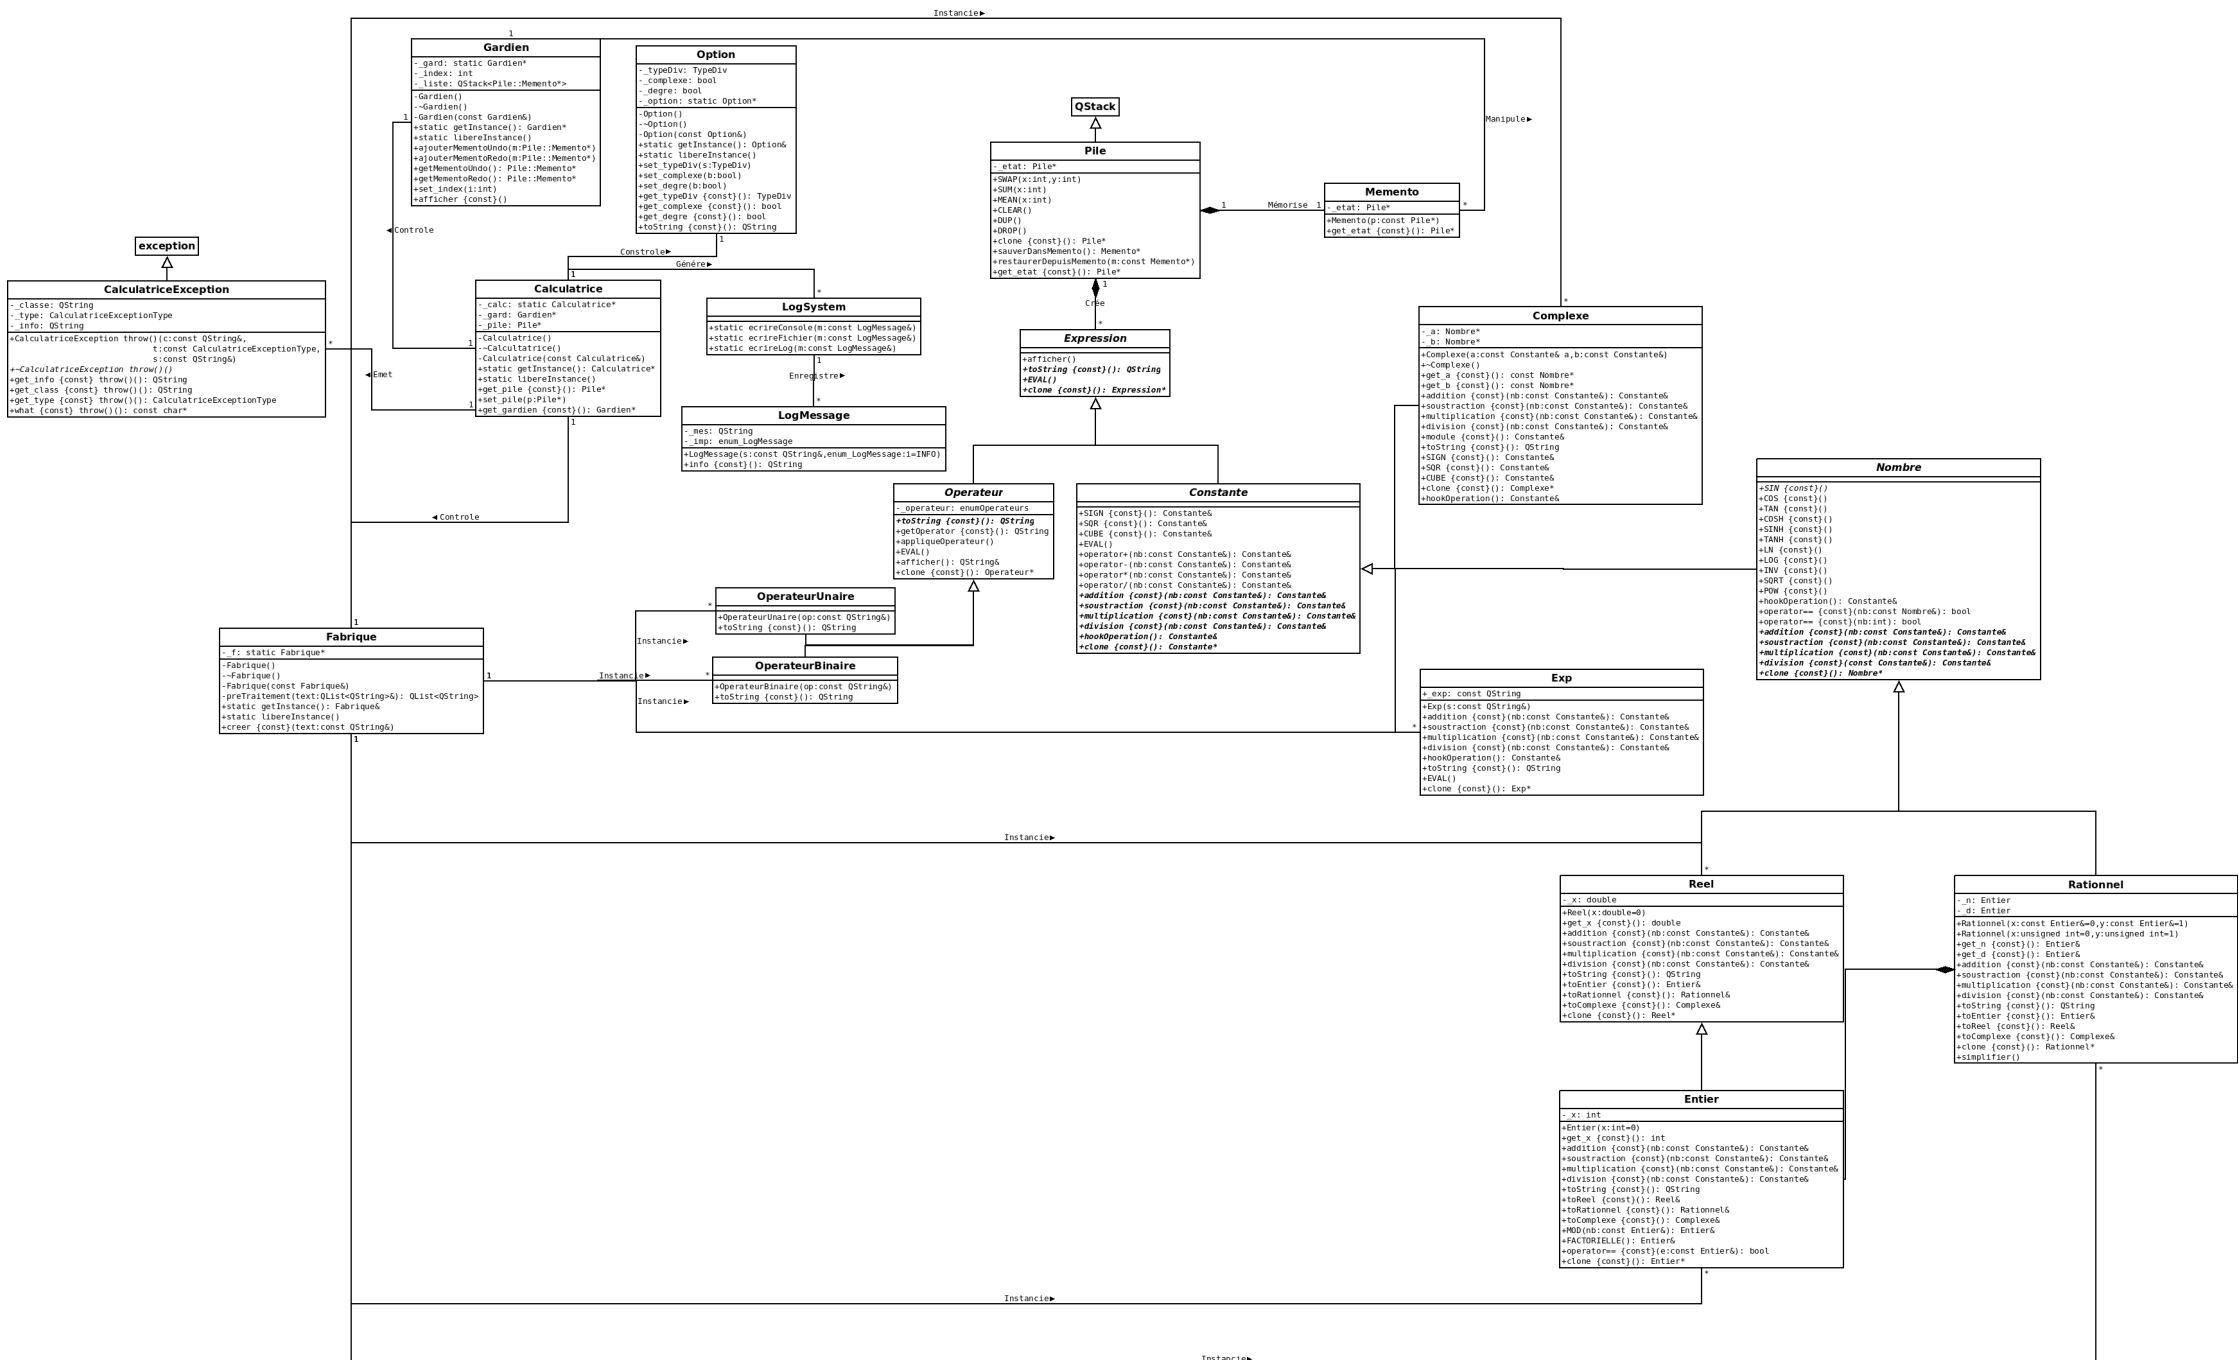 Instancie▶
1
Gardien
-_gard: static Gardien*
-_index: int
-_liste: QStack<Pile::Memento*>
-Gardien()
-~Gardien()
-Gardien(const Gardien&)
+static getInstance(): Gardien*
+static libereInstance()
+ajouterMementoUndo(m:Pile::Memento*)
+ajouterMementoRedo(m:Pile::Memento*)
+getMementoUndo(): Pile::Memento*
+getMementoRedo(): Pile::Memento*
+set_index(i:int)
+afficher {const}()
1
◀Controle
Option
-_typeDiv: TypeDiv
-_complexe: bool
-_degre: bool
-_option: static Option*
-Option()
-~Option()
-Option(const Option&)
+static getInstance(): Option&
+static libereInstance()
+set_typeDiv(s:TypeDiv)
+set_complexe(b:bool)
+set_degre(b:bool)
+get_typeDiv {const}(): TypeDiv
+get_complexe {const}(): bool
+get_degre {const}(): bool
+toString {const}(): QString
1
Constrole▶
Génére▶
1
*
QStack
Pile
-_etat: Pile*
+SWAP(x:int,y:int)
+SUM(x:int)
+MEAN(x:int)
+CLEAR()
+DUP()
+DROP()
+clone {const}(): Pile*
+sauverDansMemento(): Memento*
+restaurerDepuisMemento(m:const Memento*)
+get_etat {const}(): Pile*
1
Mémorise
1
Manipule▶
Memento
-_etat: Pile*
+Memento(p:const Pile*)
+get_etat {const}(): Pile*
*
exception
CalculatriceException
-_classe: QString
-_type: CalculatriceExceptionType
-_info: QString
+CalculatriceException throw()(c:const QString&,
t:const CalculatriceExceptionType,
s:const QString&)
+~CalculatriceException throw()()
+get_info {const} throw()(): QString
+get_class {const} throw()(): QString
+get_type {const} throw()(): CalculatriceExceptionType
+what {const} throw()(): const char*
*
◀Emet
Calculatrice
-_calc: static Calculatrice*
-_gard: Gardien*
-_pile: Pile*
-Calculatrice()
-~Calcultatrice()
-Calculatrice(const Calculatrice&)
+static getInstance(): Calculatrice*
+static libereInstance()
+get_pile {const}(): Pile*
+set_pile(p:Pile*)
+get_gardien {const}(): Gardien*
1
1
1
◀Controle
LogSystem
+static ecrireConsole(m:const LogMessage&)
+static ecrireFichier(m:const LogMessage&)
+static ecrireLog(m:const LogMessage&)
1
Enregistre▶
*
LogMessage
-_mes: QString
-_imp: enum_LogMessage
+LogMessage(s:const QString&,enum_LogMessage:i=INFO)
+info {const}(): QString
1
Crée
*
Expression
+afficher()
+toString {const}(): QString
+EVAL()
+clone {const}(): Expression*
*
Complexe
-_a: Nombre*
-_b: Nombre*
+Complexe(a:const Constante& a,b:const Constante&)
+~Complexe()
+get_a {const}(): const Nombre*
+get_b {const}(): const Nombre*
+addition {const}(nb:const Constante&): Constante&
+soustraction {const}(nb:const Constante&): Constante&
+multiplication {const}(nb:const Constante&): Constante&
+division {const}(nb:const Constante&): Constante&
+module {const}(): Constante&
+toString {const}(): QString
+SIGN {const}(): Constante&
+SQR {const}(): Constante&
+CUBE {const}(): Constante&
+clone {const}(): Complexe*
+hookOperation(): Constante&
Operateur
-_operateur: enumOperateurs
+toString {const}(): QString
+getOperator {const}(): QString
+appliqueOperateur()
+EVAL()
+afficher(): QString&
+clone {const}(): Operateur*
Constante
+SIGN {const}(): Constante&
+SQR {const}(): Constante&
+CUBE {const}(): Constante&
+EVAL()
+operator+(nb:const Constante&): Constante&
+operator-(nb:const Constante&): Constante&
+operator*(nb:const Constante&): Constante&
+operator/(nb:const Constante&): Constante&
+addition {const}(nb:const Constante&): Constante&
+soustraction {const}(nb:const Constante&): Constante&
+multiplication {const}(nb:const Constante&): Constante&
+division {const}(nb:const Constante&): Constante&
+hookOperation(): Constante&
+clone {const}(): Constante*
Nombre
+SIN {const}()
+COS {const}()
+TAN {const}()
+COSH {const}()
+SINH {const}()
+TANH {const}()
+LN {const}()
+LOG {const}()
+INV {const}()
+SQRT {const}()
+POW {const}()
+hookOperation(): Constante&
+operator== {const}(nb:const Nombre&): bool
+operator== {const}(nb:int): bool
+addition {const}(nb:const Constante&): Constante&
+soustraction {const}(nb:const Constante&): Constante&
+multiplication {const}(nb:const Constante&): Constante&
+division {const}(const Constante&): Constante&
+clone {const}(): Nombre*
1
Fabrique
-_f: static Fabrique*
-Fabrique()
-~Fabrique()
-Fabrique(const Fabrique&)
-preTraitement(text:QList<QString>&): QList<QString>
+static getInstance(): Fabrique&
+static libereInstance()
+creer {const}(text:const QString&)
1
1
*
OperateurUnaire
+OperateurUnaire(op:const QString&)
+toString {const}(): QString
Instancie▶
Instancie▶
*
OperateurBinaire
+OperateurBinaire(op:const QString&)
+toString {const}(): QString
Instancie▶
*
Exp
+_exp: const QString
+Exp(s:const QString&)
+addition {const}(nb:const Constante&): Constante&
+soustraction {const}(nb:const Constante&): Constante&
+multiplication {const}(nb:const Constante&): Constante&
+division {const}(nb:const Constante&): Constante&
+hookOperation(): Constante&
+toString {const}(): QString
+EVAL()
+clone {const}(): Exp*
Instancie▶
*
Reel
-_x: double
+Reel(x:double=0)
+get_x {const}(): double
+addition {const}(nb:const Constante&): Constante&
+soustraction {const}(nb:const Constante&): Constante&
+multiplication {const}(nb:const Constante&): Constante&
+division {const}(nb:const Constante&): Constante&
+toString {const}(): QString
+toEntier {const}(): Entier&
+toRationnel {const}(): Rationnel&
+toComplexe {const}(): Complexe&
+clone {const}(): Reel*
Rationnel
-_n: Entier
-_d: Entier
+Rationnel(x:const Entier&=0,y:const Entier&=1)
+Rationnel(x:unsigned int=0,y:unsigned int=1)
+get_n {const}(): Entier&
+get_d {const}(): Entier&
+addition {const}(nb:const Constante&): Constante&
+soustraction {const}(nb:const Constante&): Constante&
+multiplication {const}(nb:const Constante&): Constante&
+division {const}(nb:const Constante&): Constante&
+toString {const}(): QString
+toEntier {const}(): Entier&
+toReel {const}(): Reel&
+toComplexe {const}(): Complexe&
+clone {const}(): Rationnel*
+simplifier()
*
Entier
-_x: int
+Entier(x:int=0)
+get_x {const}(): int
+addition {const}(nb:const Constante&): Constante&
+soustraction {const}(nb:const Constante&): Constante&
+multiplication {const}(nb:const Constante&): Constante&
+division {const}(nb:const Constante&): Constante&
+toString {const}(): QString
+toReel {const}(): Reel&
+toRationnel {const}(): Rationnel&
+toComplexe {const}(): Complexe&
+MOD(nb:const Entier&): Entier&
+FACTORIELLE(): Entier&
+operator== {const}(e:const Entier&): bool
+clone {const}(): Entier*
*
Instancie▶
Instancie▶